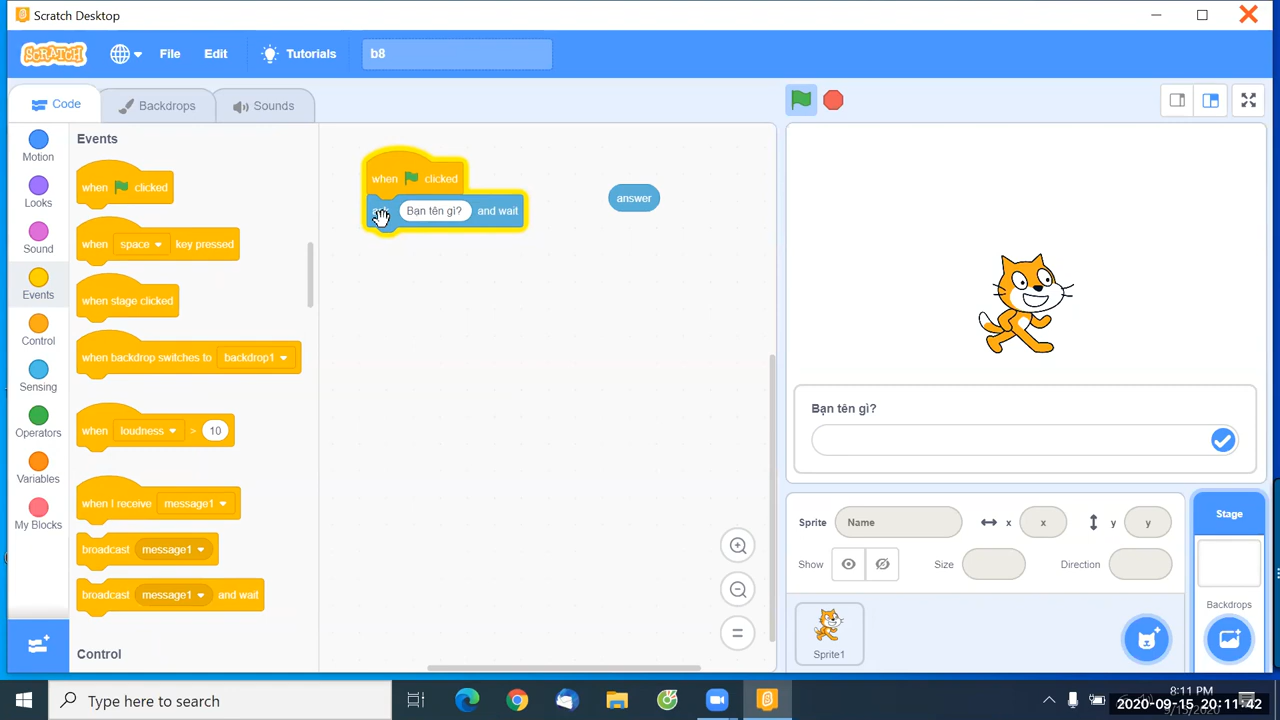 Scratch Desktop
SCRATCH
File
Edit
Tutorials
b8
Code
Backdrops
Sounds
Motion
Looks
Sound
Events
Control
Sensing
Operators
Variables
My Blocks
Events
when clicked
when space key pressed
when stage clicked
when backdrop switches to backdrop1
when loudness > 10
when I receive message1
broadcast message1
broadcast message1 and wait
Control
when clicked
Bạn tên gì? and wait
answer
Bạn tên gì?
Sprite Name
x x
y y
Show
Size
Direction
Sprite1
Stage
Backdrops
Type here to search
8:11 PM
2020-09-15 20:11:42